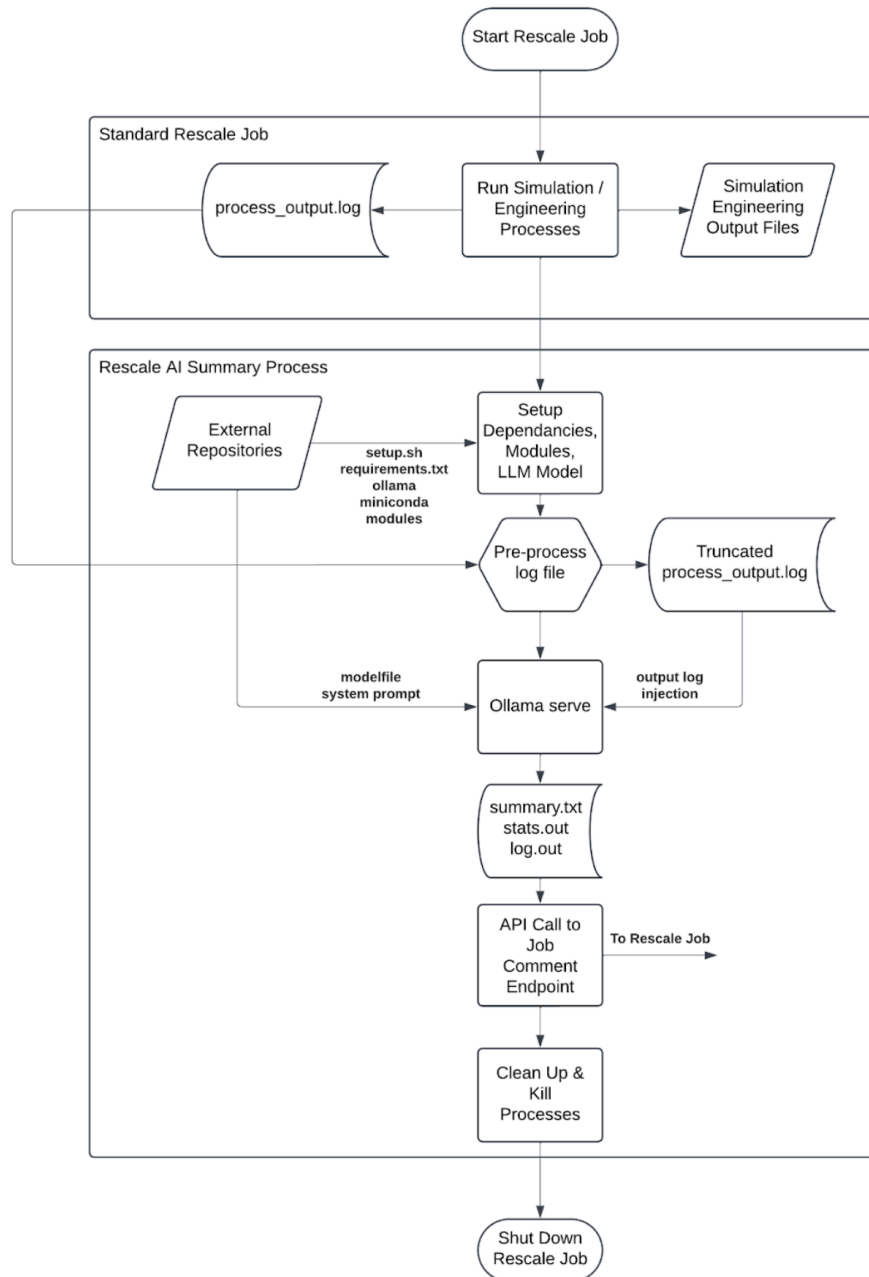 Start Rescale Job
Standard Rescale Job
process_output.log
Run Simulation /
Engineering
Processes
Simulation
Engineering
Output Files
Rescale AI Summary Process
External
Repositories
setup.sh
requirements.txt
ollama
miniconda
modules
Setup
Dependancies,
Modules,
LLM Model
Pre-process
log file
Truncated
process_output.log
modelfile
system prompt
Ollama serve
output log
injection
summary.txt
stats.out
log.out
API Call to
Job
Comment
Endpoint
To Rescale Job
Clean Up &
Kill
Processes
Shut Down
Rescale Job